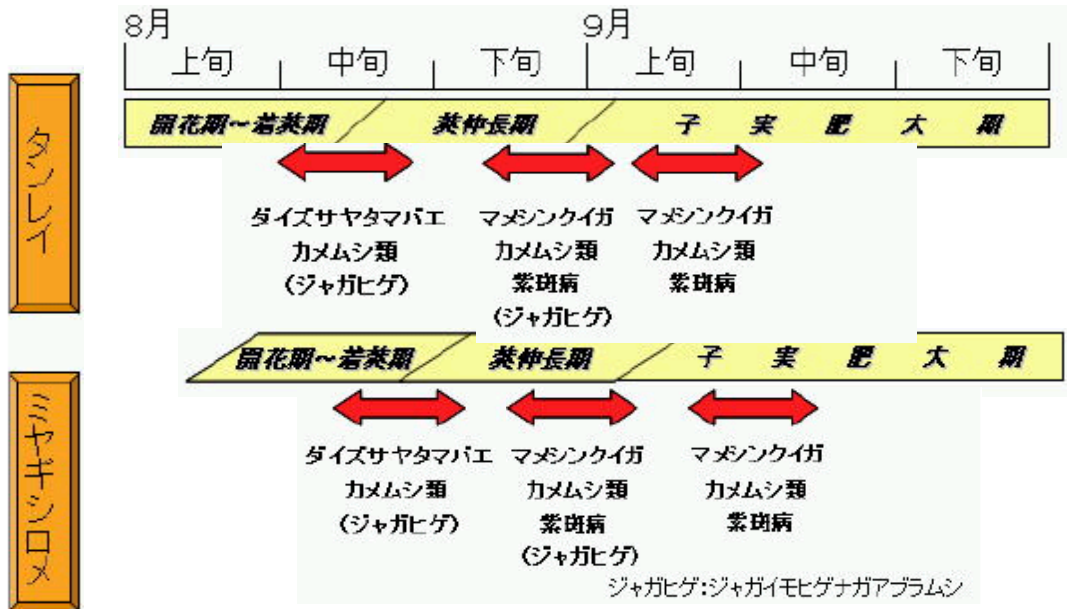 8月 9月
上旬 中旬 下旬 上旬 中旬 下旬
タンレイ
開花期～若莢期 莢伸長期 子実肥大期
ダイズサヤタマバエ マメシンクイガ マメシンクイガ
カメムシ類 カメムシ類 カメムシ類
(ジャガヒゲ) 紫斑病 紫斑病
(ジャガヒゲ)
ミヤギシロメ
開花期～若莢期 莢伸長期 子実肥大期
ダイズサヤタマバエ マメシンクイガ マメシンクイガ
カメムシ類 カメムシ類 カメムシ類
(ジャガヒゲ) 紫斑病 紫斑病
(ジャガヒゲ)
ジャガヒゲ:ジャガイモヒゲナガアブラムシ